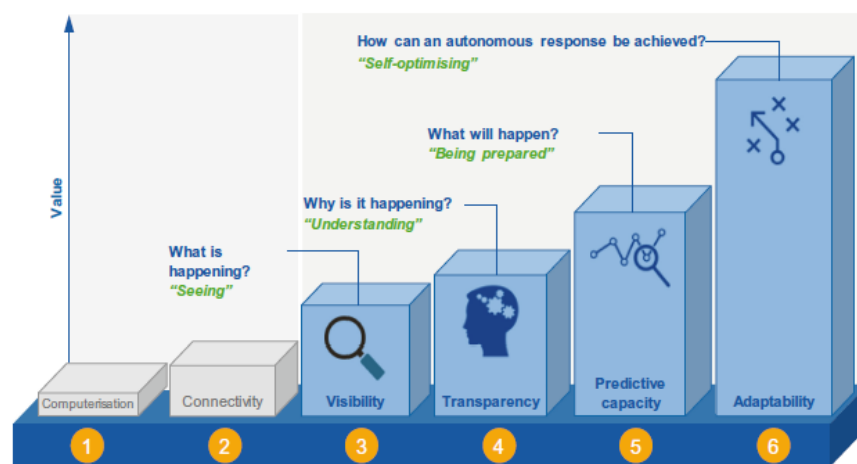 How can an autonomous response be achieved?
“Self-optimising”
What will happen?
“Being prepared”
Why is it happening?
“Understanding”
What is
happening?
“Seeing”
Value
Computerisation
Connectivity
Visibility
Transparency
Predictive
capacity
Adaptability
1
2
3
4
5
6